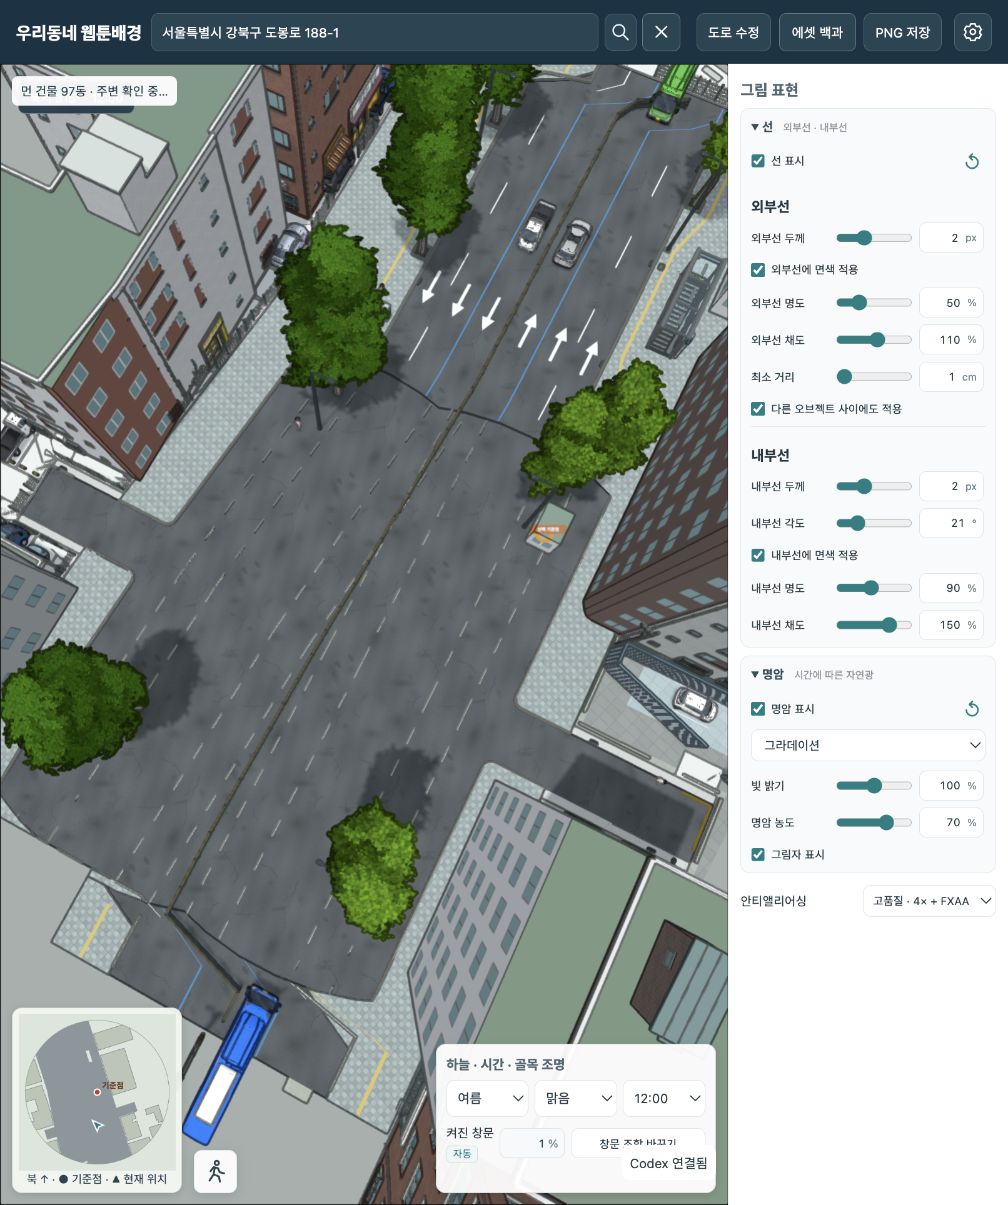 우리동네 웹툰배경
서울특별시 강북구 도봉로 188-1
도로 수정
에셋 백과
PNG 저장
먼 건물 97동 · 주변 확인 중...
그림 표현
▼ 선 외부선 · 내부선
선 표시
외부선
외부선 두께 2 px
외부선에 면색 적용
외부선 명도 50 %
외부선 채도 110 %
최소 거리 1 cm
다른 오브젝트 사이에도 적용
내부선
내부선 두께 2 px
내부선 각도 21 °
내부선에 면색 적용
내부선 명도 90 %
내부선 채도 150 %
▼ 명암 시간에 따른 자연광
명암 표시
그라데이션
빛 밝기 100 %
명암 농도 70 %
그림자 표시
안티앨리어싱 고품질 · 4× + FXAA
기준점
북 ↑ · ● 기준점 · ▲ 현재 위치
하늘 · 시간 · 골목 조명
여름 맑음 12:00
켜진 창문 1 % 창문 조합 바꾸기
자동
Codex 연결됨